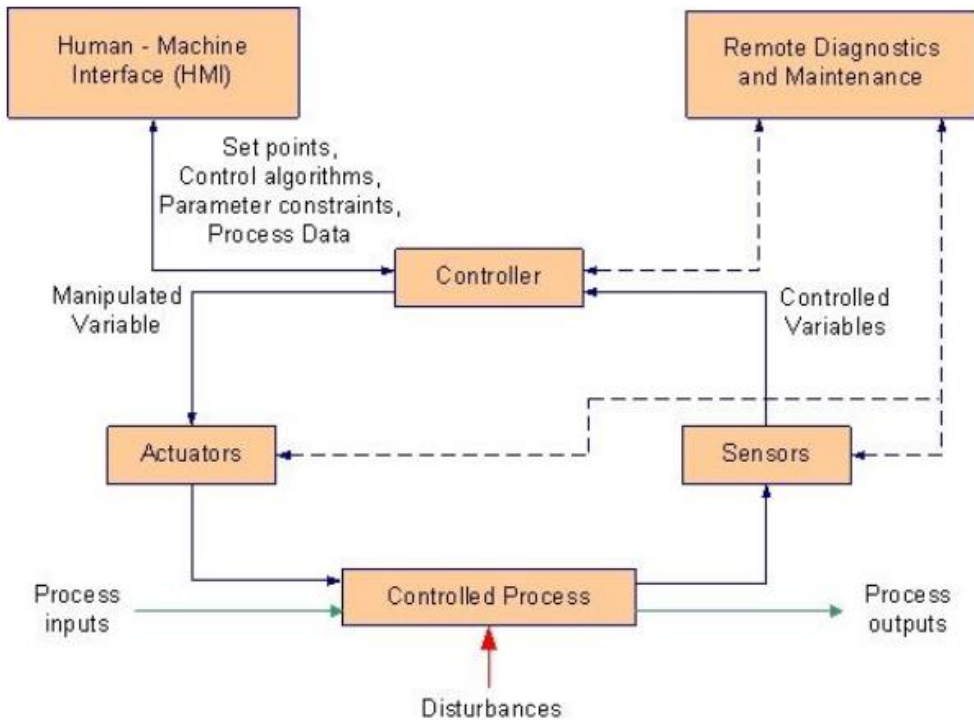 Human - Machine
Interface (HMI)
Remote Diagnostics
and Maintenance
Set points,
Control algorithms,
Parameter constraints,
Process Data
Controller
Manipulated
Variable
Controlled
Variables
Actuators
Sensors
Process
inputs
Controlled Process
Process
outputs
Disturbances